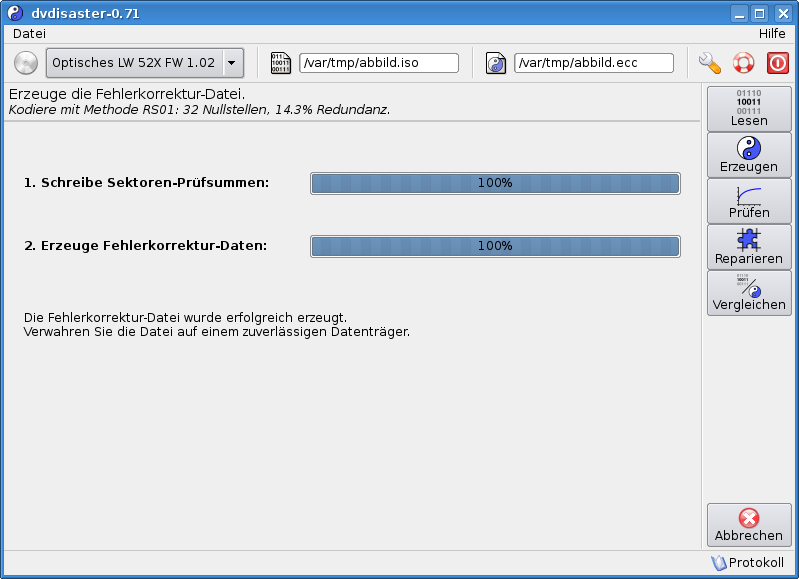 dvdisaster-0.71
Datei
Hilfe
Optisches LW 52X FW 1.02
/var/tmp/abbild.iso
/var/tmp/abbild.ecc
Erzeuge die Fehlerkorrektur-Datei.
Kodiere mit Methode RS01: 32 Nullstellen, 14.3% Redundanz.
1. Schreibe Sektoren-Prüfsummen:
100%
2. Erzeuge Fehlerkorrektur-Daten:
100%
Die Fehlerkorrektur-Datei wurde erfolgreich erzeugt.
Verwahren Sie die Datei auf einem zuverlässigen Datenträger.
01110
10011
00111
Lesen
Erzeugen
Prüfen
Reparieren
Vergleichen
Abbrechen
Protokoll